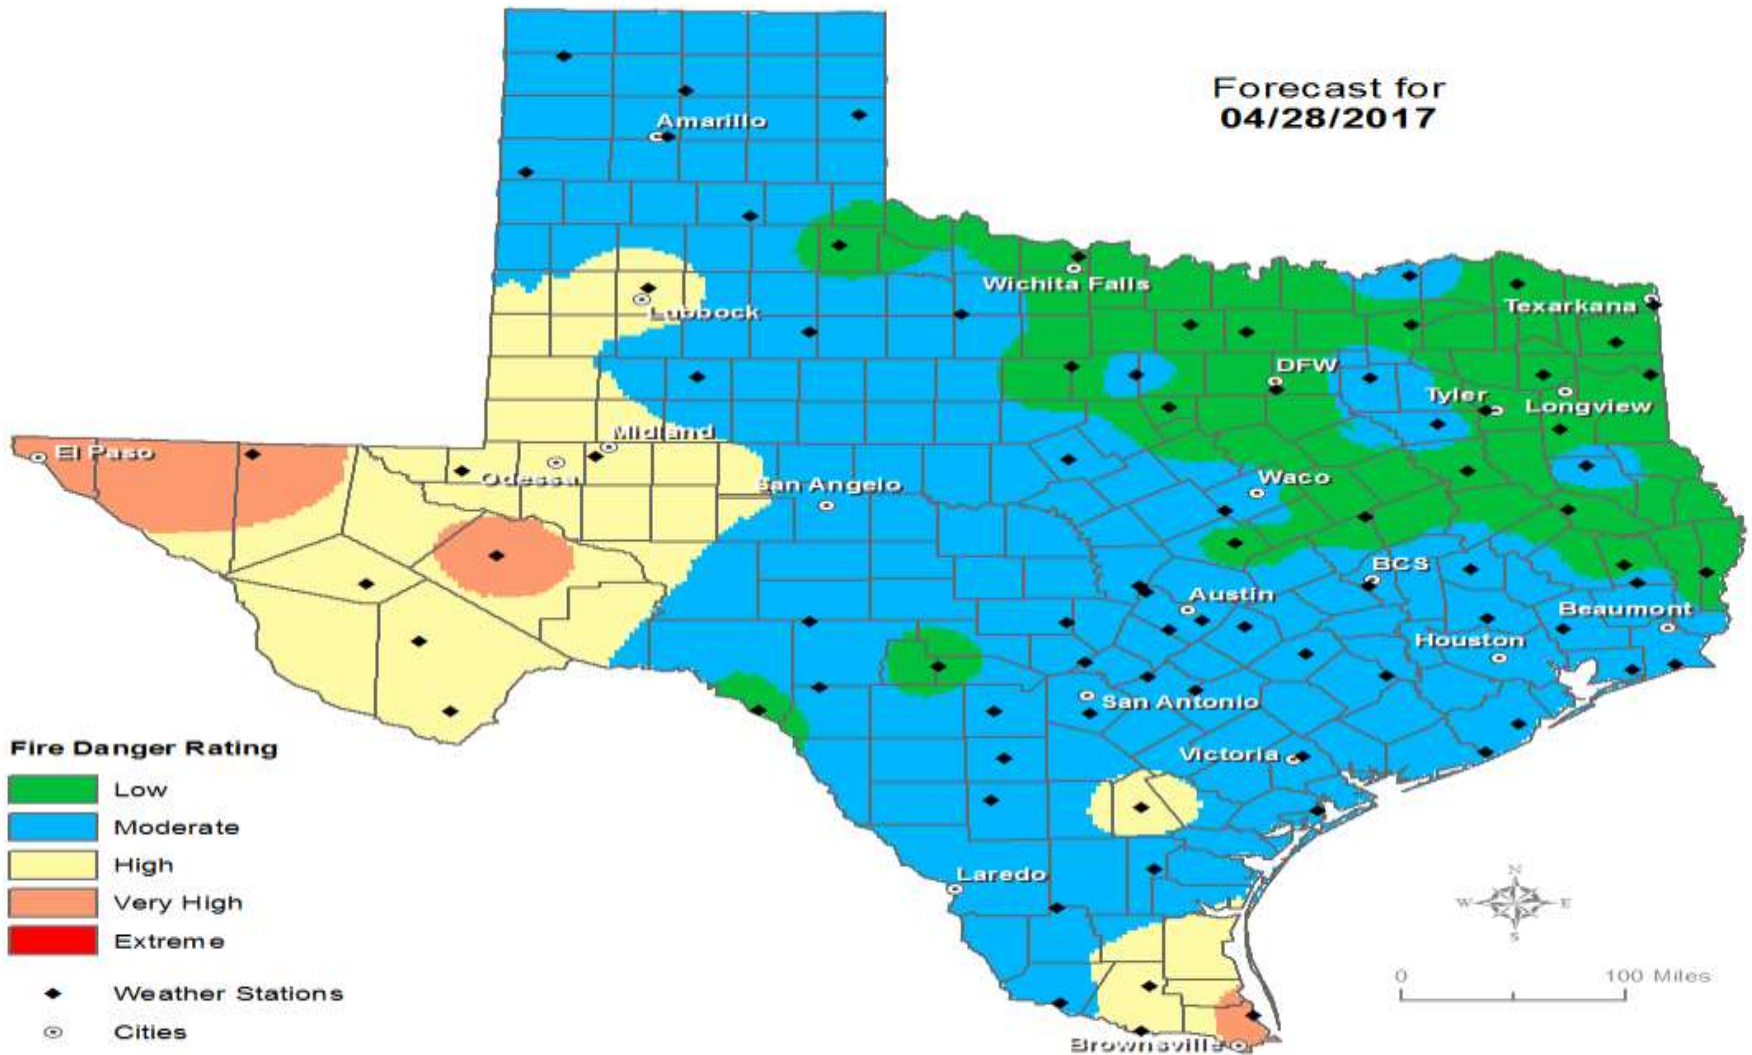 Forecast for
04/28/2017
Amarillo
Wichita Falls
Texarkana
Lubbock
DFW
Tyler
Longview
Midland
El Paso
Odessa
San Angelo
Waco
BCS
Austin
Beaumont
Houston
San Antonio
Victoria
Laredo
Brownsville
Fire Danger Rating
Low
Moderate
High
Very High
Extreme
Weather Stations
Cities
N
W E
S
0 100 Miles